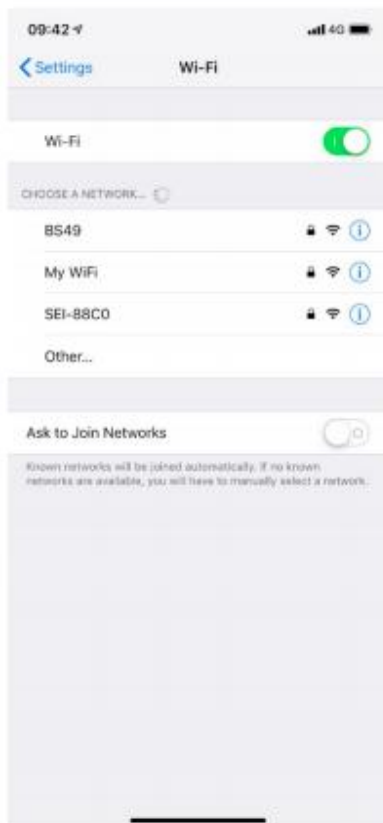 09:42
4G
Settings
Wi-Fi
Wi-Fi
CHOOSE A NETWORK...
BS49
My WiFi
SEI-88C0
Other...
Ask to Join Networks
Known networks will be joined automatically. If no known
networks are available, you will have to manually select a network.